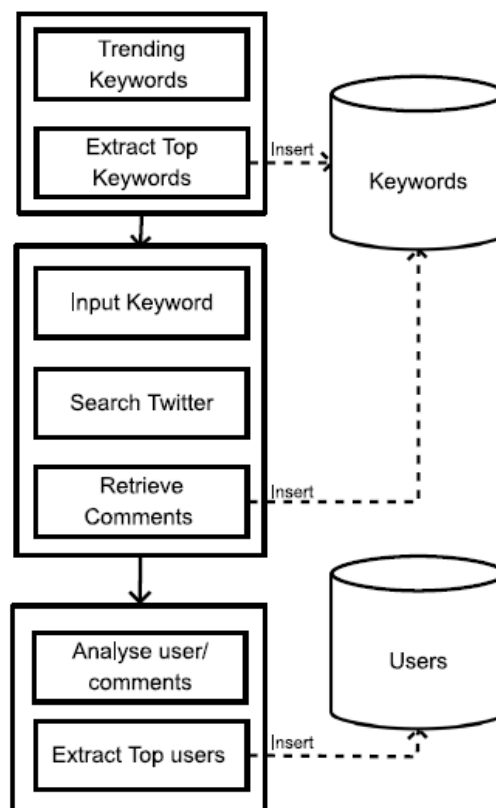 Trending
Keywords
Extract Top
Keywords
Insert
Keywords
Input Keyword
Search Twitter
Retrieve
Comments
Insert
Analyse user/
comments
Users
Extract Top users
Insert